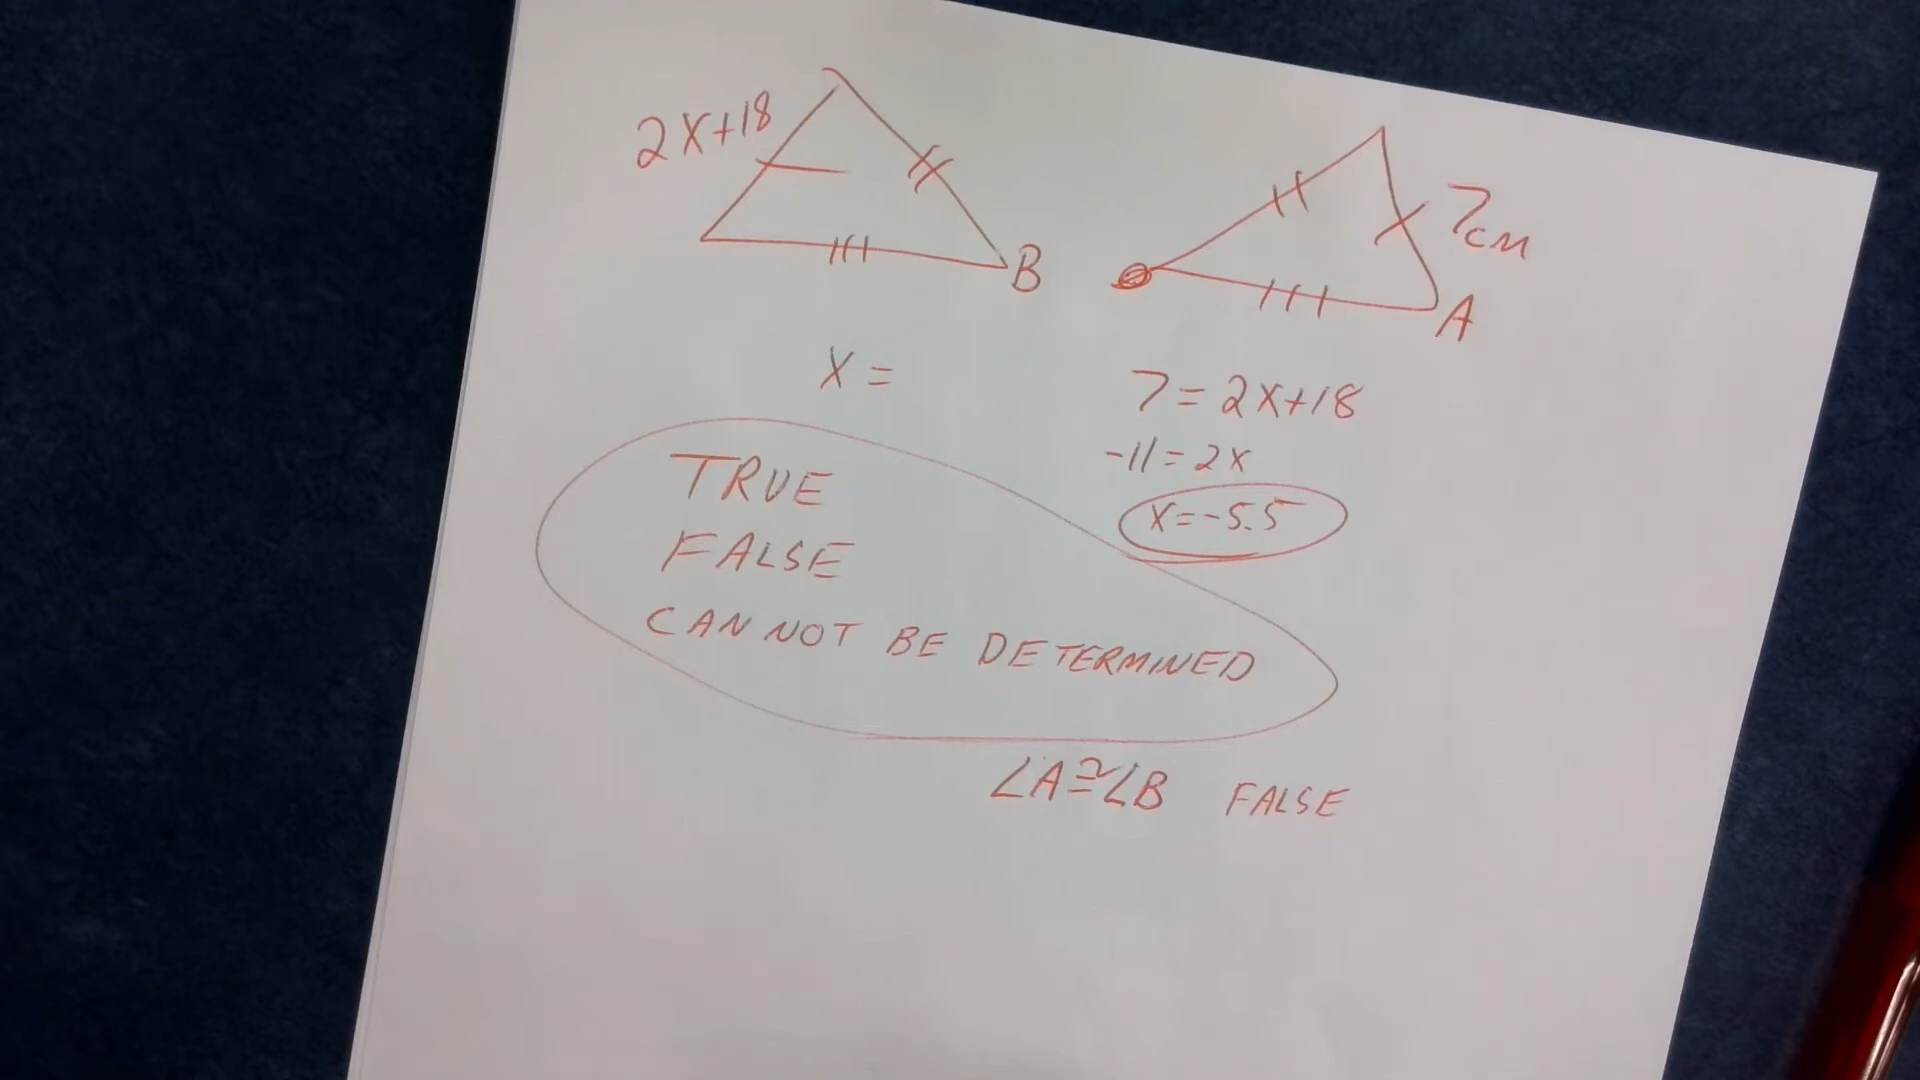 2X+18
B
7cm
A
X =
7=2X+18
-11=2X
X=-5.5
TRUE
FALSE
CAN NOT BE DETERMINED
∠A≅∠B FALSE